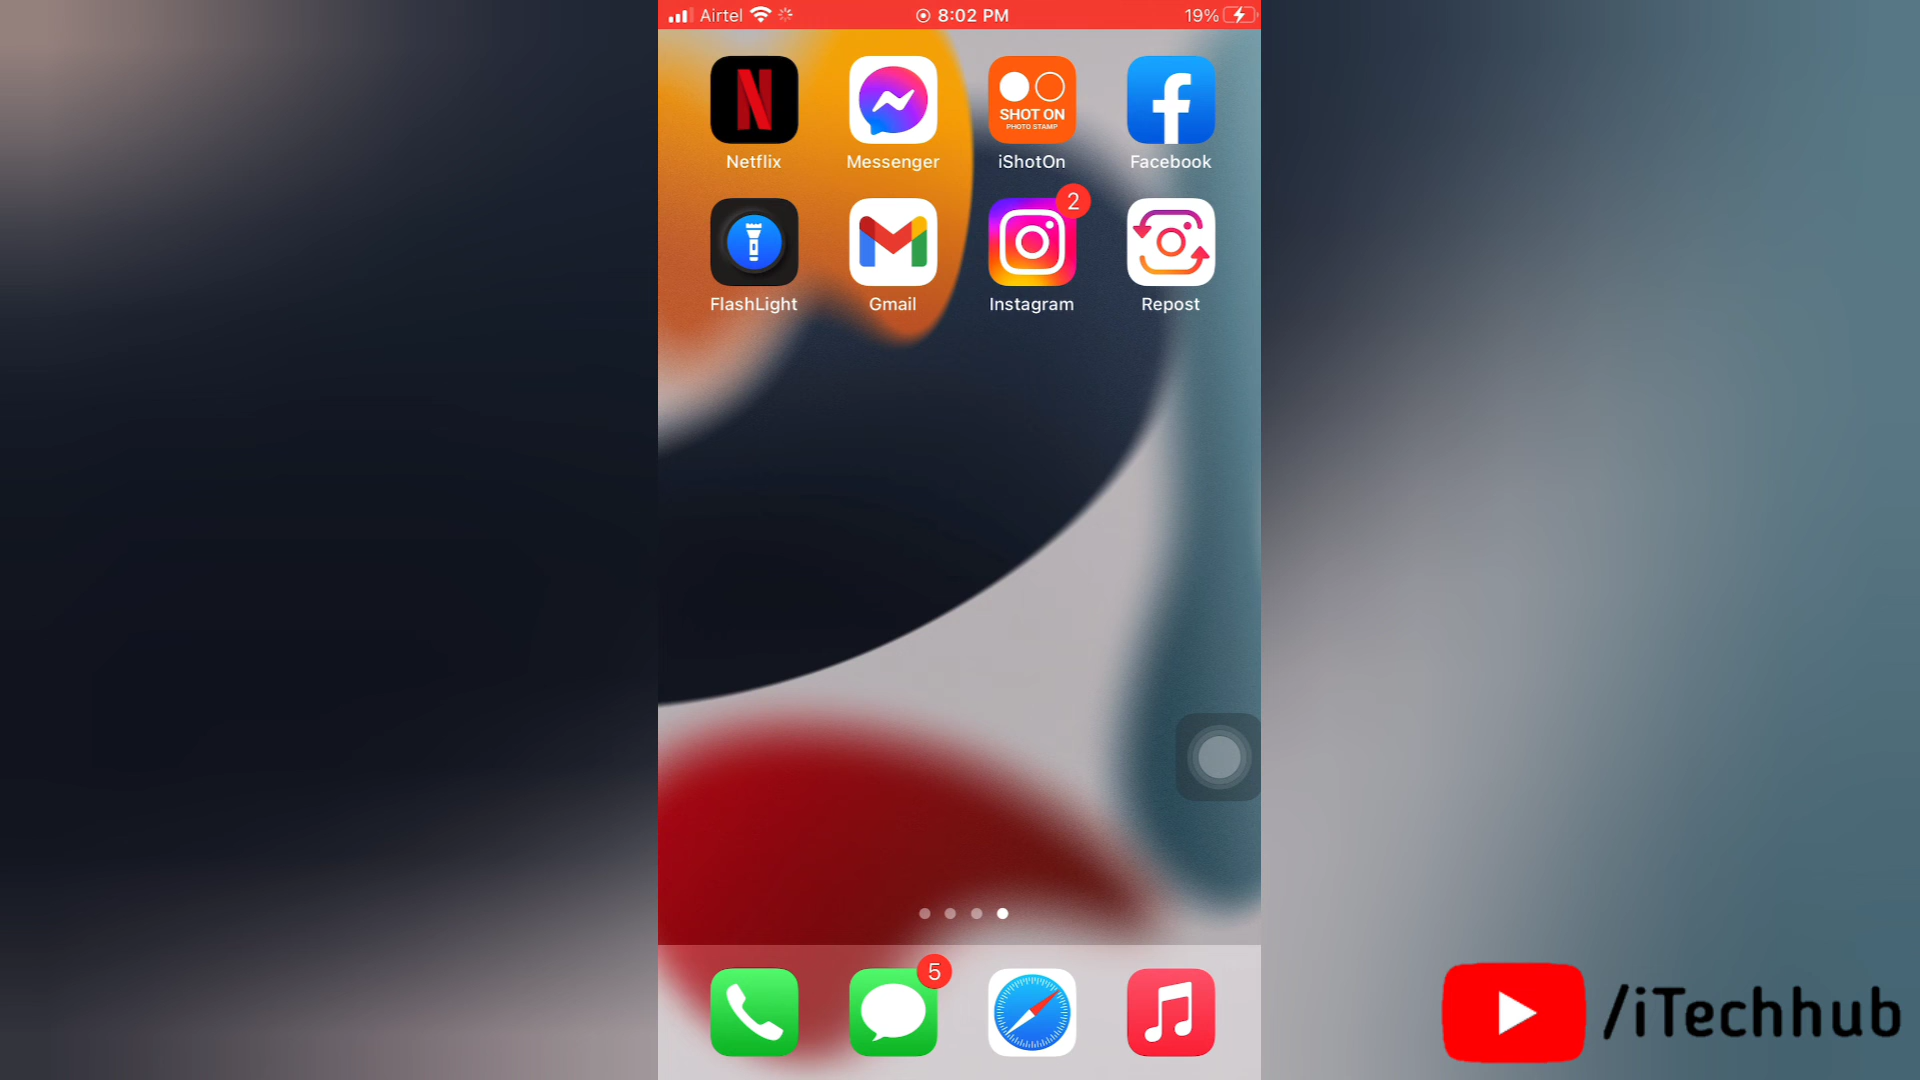 Airtel 8:02 PM 19%
SHOT ON
PHOTO STAMP
Netflix Messenger iShotOn Facebook
2
FlashLight Gmail Instagram Repost
5
/iTechhub